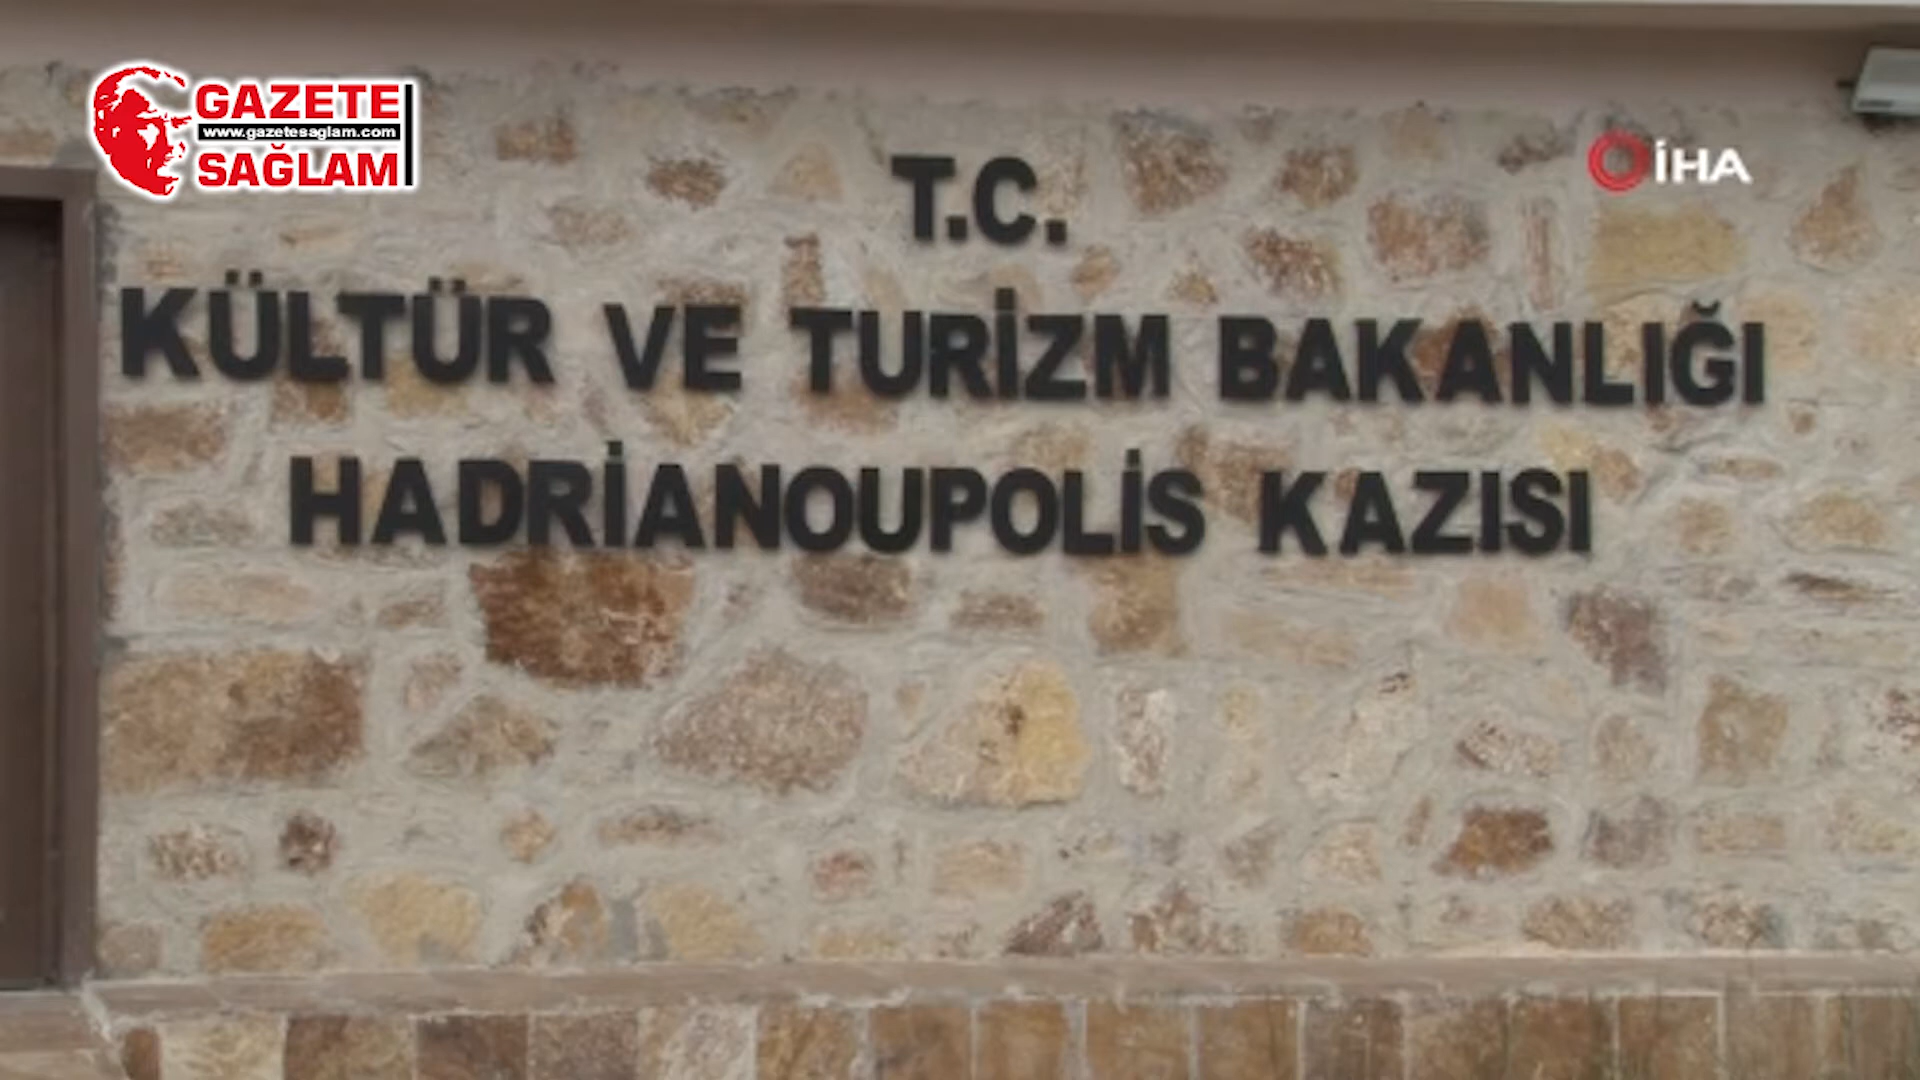 GAZETE
www.gazetesaglam.com
SAĞLAM
İHA
T.C.
KÜLTÜR VE TURİZM BAKANLIĞI
HADRİANOUPOLİS KAZISI